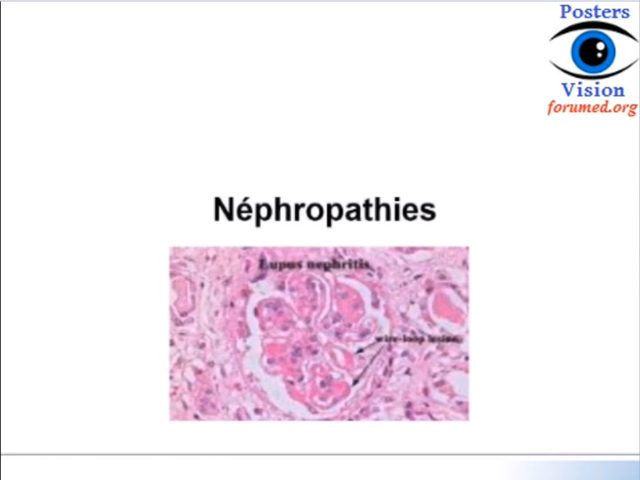 Posters
Vision
forumed.org
Néphropathies
Lupus nephritis
wire-loop lesion